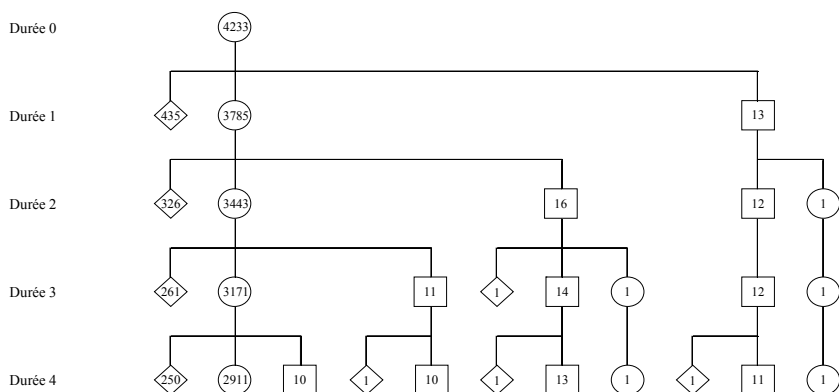 Durée 0 4233
Durée 1 435 3785 13
Durée 2 326 3443 16 12 1
Durée 3 261 3171 11 1 14 1 12 1
Durée 4 250 2911 10 1 10 1 13 1 1 11 1